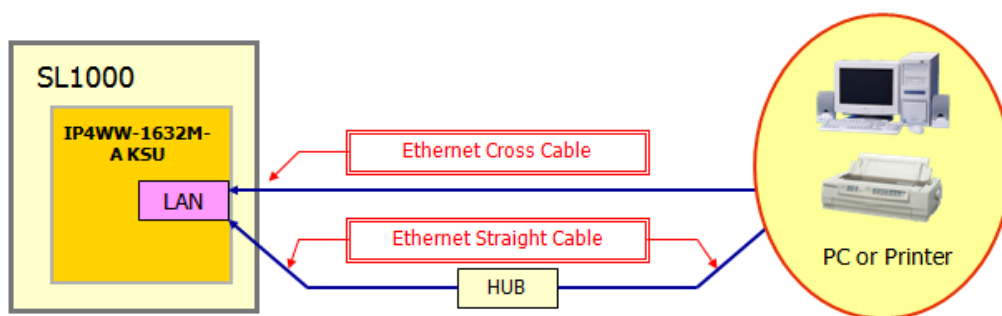 SL1000
IP4WW-1632M-
A KSU
LAN
Ethernet Cross Cable
Ethernet Straight Cable
HUB
PC or Printer